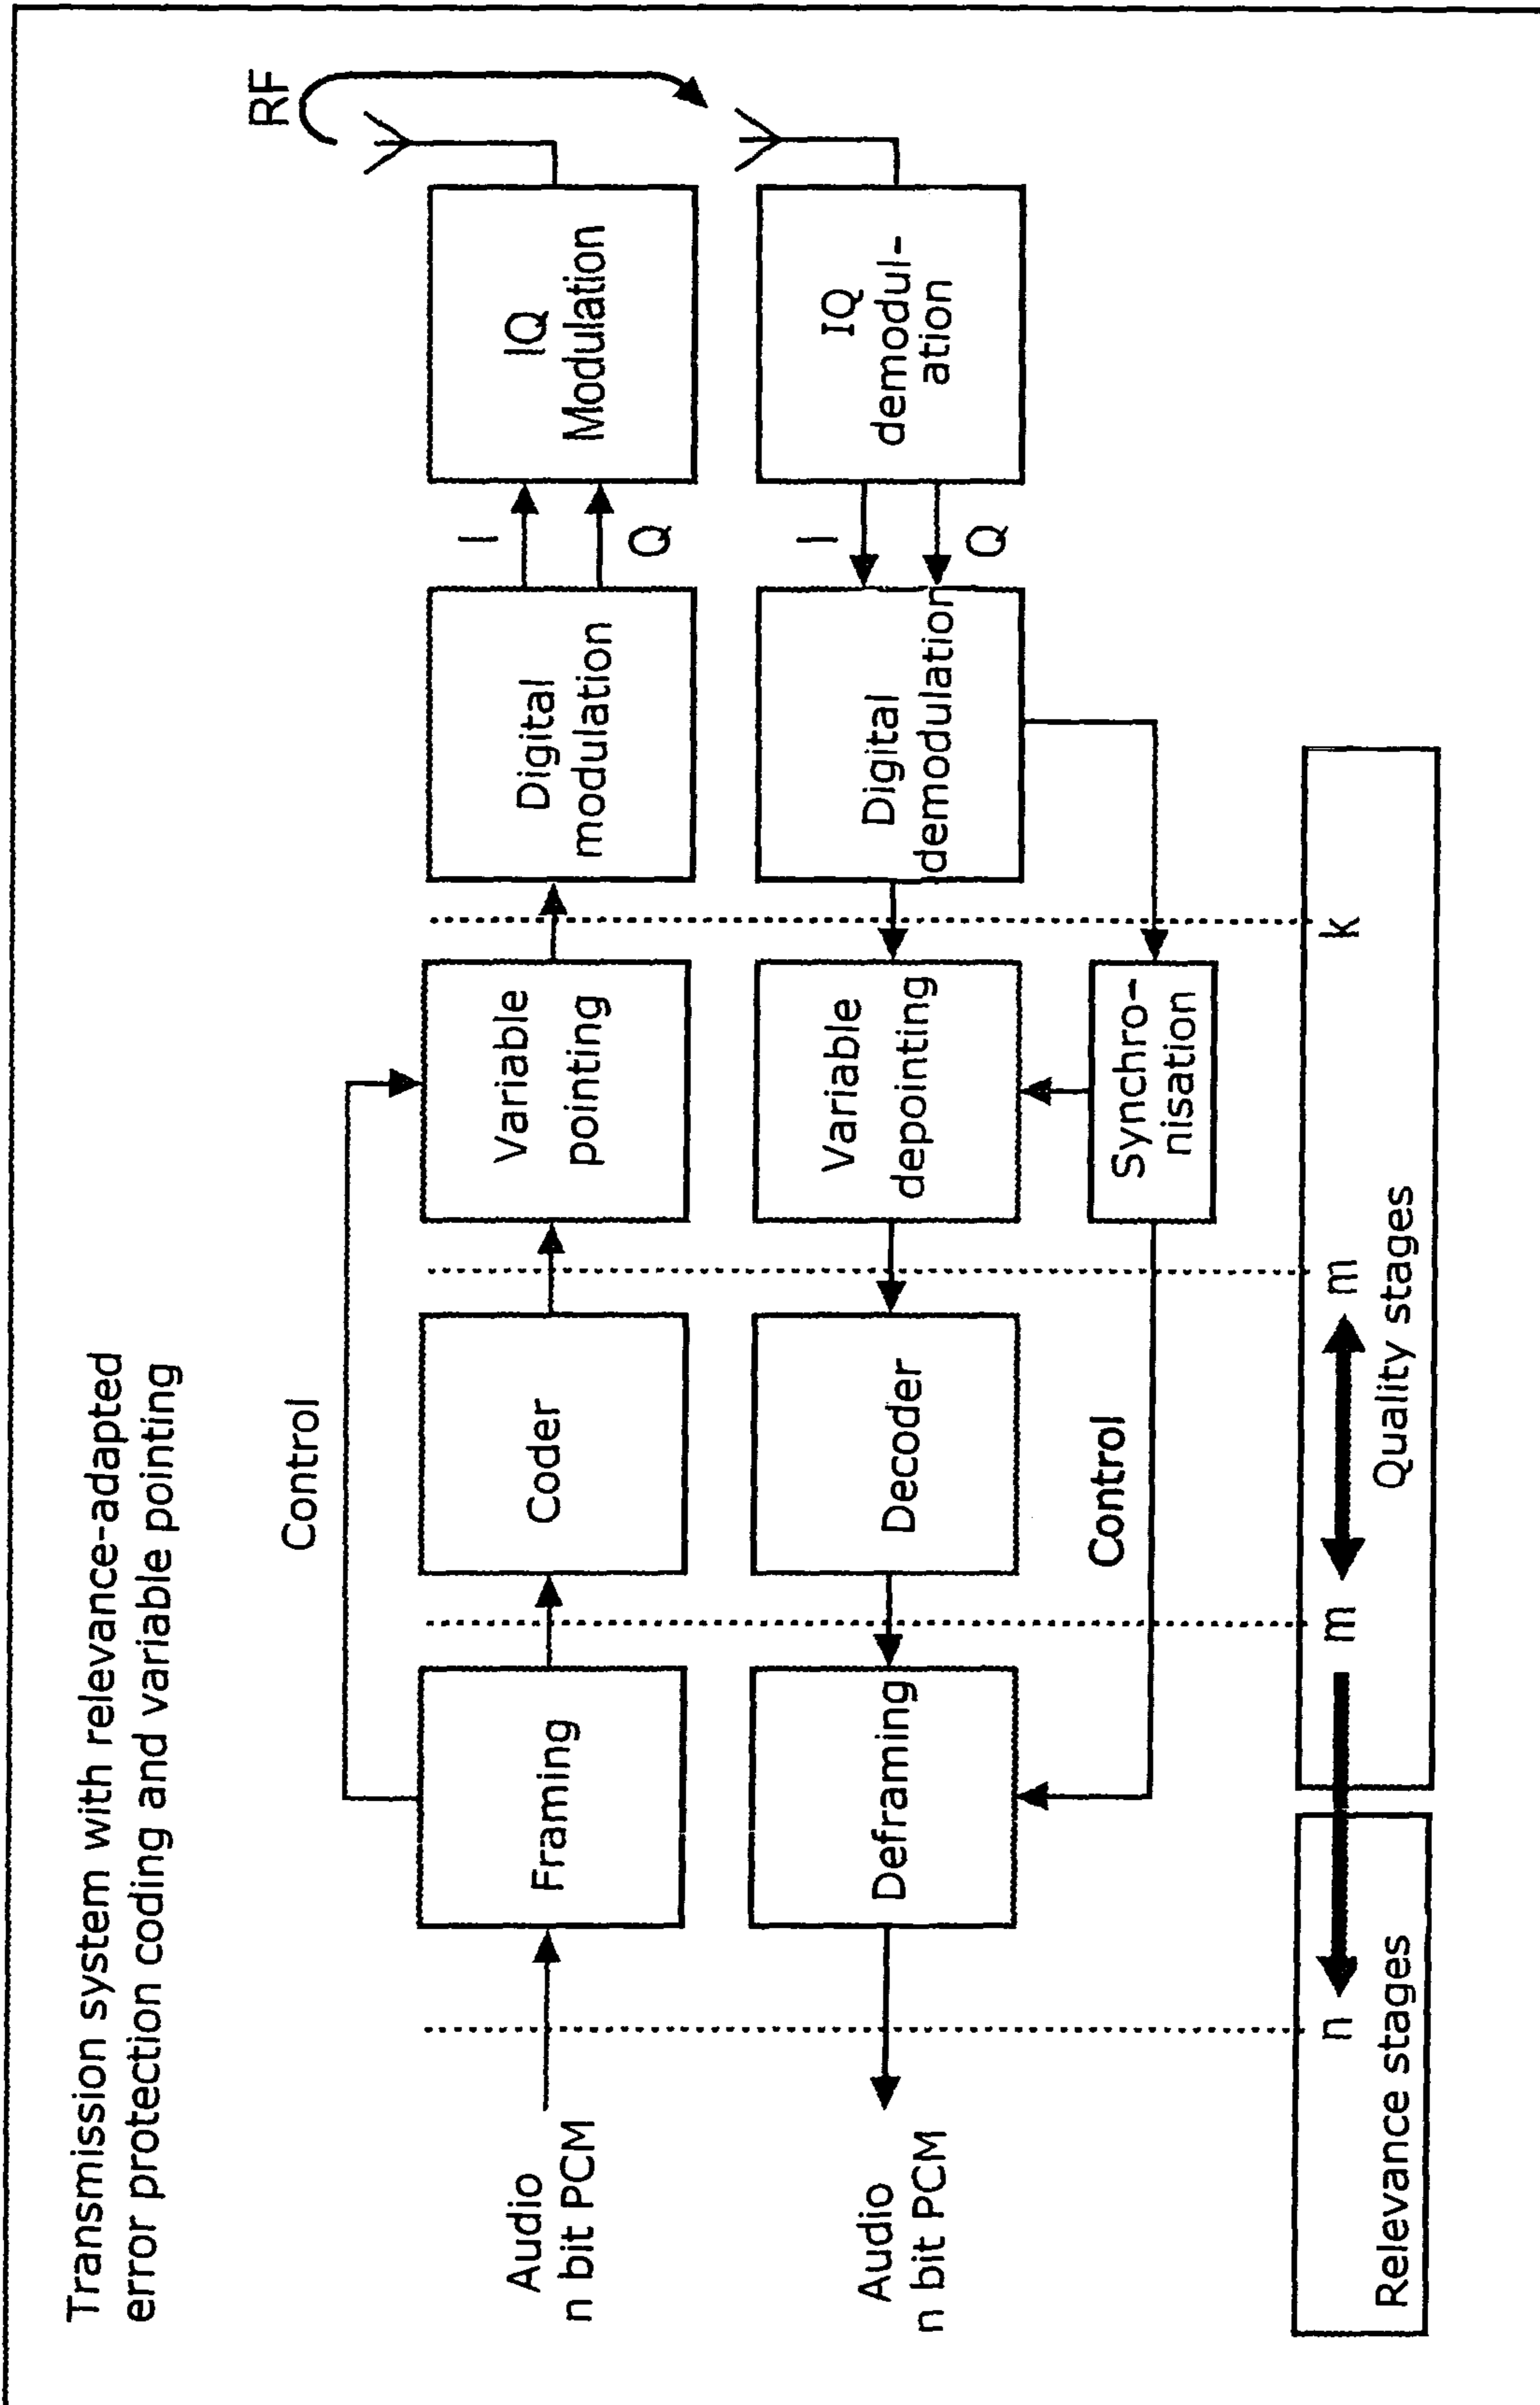 Transmission system with relevance-adapted
error protection coding and variable pointing
RF
Control
Audio
n bit PCM
Framing
Coder
Variable
pointing
Digital
modulation
I
Q
IQ
Modulation
Audio
n bit PCM
Deframing
Decoder
Variable
depointing
Digital
demodulation
I
Q
IQ
demodul-
ation
Control
Synchro-
nisation
n
m
m
k
Relevance stages
Quality stages